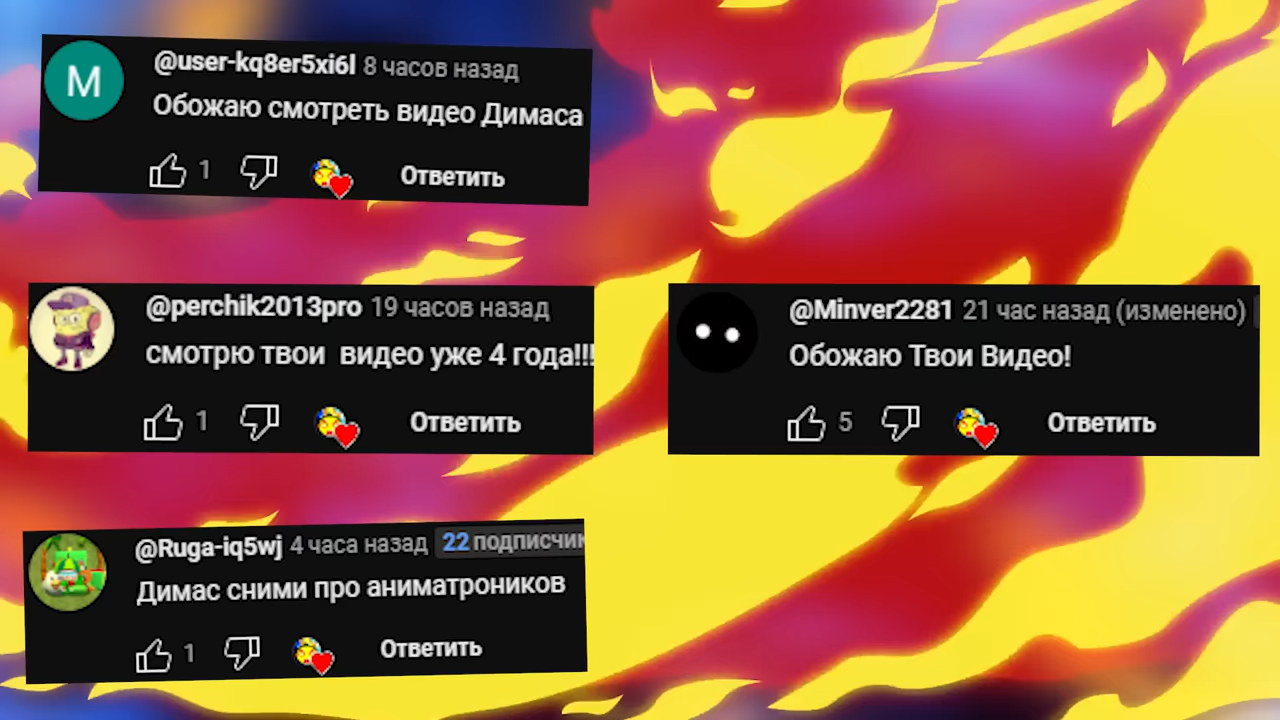 M
@user-kq8er5xi6l 8 часов назад
Обожаю смотреть видео Димаса
1
Ответить
@perchik2013pro 19 часов назад
смотрю твои видео уже 4 года!!!
1
Ответить
@Minver2281 21 час назад (изменено)
Обожаю Твои Видео!
5
Ответить
@Ruga-iq5wj 4 часа назад 22 подписчик
Димас сними про аниматроников
1
Ответить